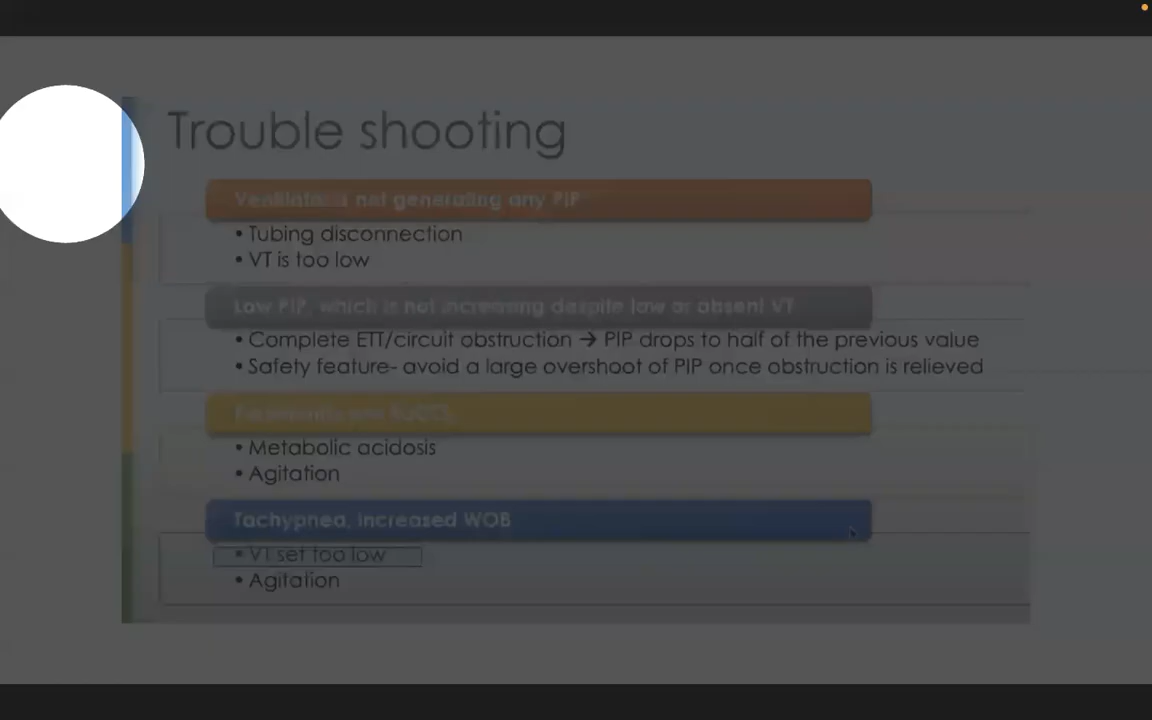 Trouble shooting
Ventilator is not generating any PIP
• Tubing disconnection
• VT is too low
Low PIP, which is not increasing despite low or absent VT
• Complete ETT/circuit obstruction → PIP drops to half of the previous value
• Safety feature- avoid a large overshoot of PIP once obstruction is relieved
• Metabolic acidosis
• Agitation
Tachypnea, increased WOB
• VT set too low
• Agitation